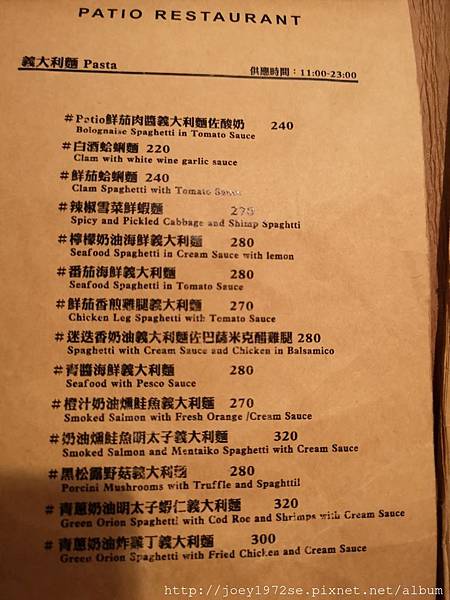 PATIO RESTAURANT
義大利麵 Pasta
供應時間：11:00-23:00
#Patio鮮茄肉醬義大利麵佐酸奶 240
Bolognaise Spaghetti in Tomato Sauce
#白酒蛤蜊麵 220
Clam with white wine garlic sauce
#鮮茄蛤蜊麵 240
Clam Spaghetti with Tomato Sauce
#辣椒雪菜鮮蝦麵 275
Spicy and Pickled Cabbage and Shimp Spaghtti
#檸檬奶油海鮮義大利麵 280
Seafood Spaghetti in Cream Sauce with lemon
#番茄海鮮義大利麵 280
Seafood Spaghetti in Tomato Sauce
#鮮茄香煎雞腿義大利麵 270
Chicken Leg Spaghetti with Tomato Sauce
#迷迭香奶油義大利麵佐巴薩米克醋雞腿 280
Spaghetti with Cream Sauce and Chicken in Balsamico
#青醬海鮮義大利麵 280
Seafood with Pesco Sauce
#橙汁奶油燻鮭魚義大利麵 270
Smoked Salmon with Fresh Orange /Cream Sauce
#奶油燻鮭魚明太子義大利麵 320
Smoked Salmon and Mentaiko Spaghetti with Cream Sauce
#黑松露野菇義大利麵 280
Porcini Mushrooms with Truffle and Spaghttil
#青蔥奶油明太子蝦仁義大利麵 320
Green Orion Spaghetti with Cod Roe and Shrimps with Cream Sauce
#青蔥奶油炸雞丁義大利麵 300
Green Orion Spaghetti with Fried Chicken and Cream Sauce
http://joey1972se.pixnet.net/album